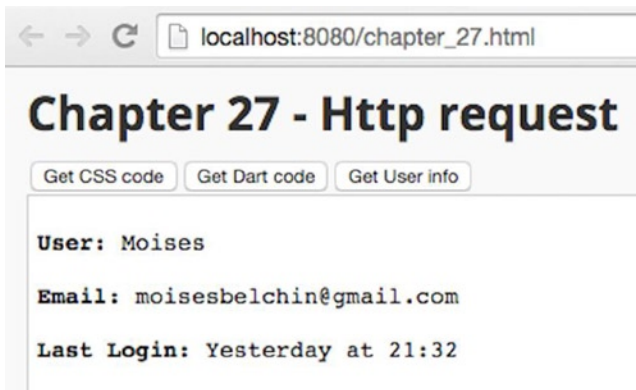 localhost:8080/chapter_27.html
Chapter 27 - Http request
Get CSS code Get Dart code Get User info
User: Moises
Email: moisesbelchin@gmail.com
Last Login: Yesterday at 21:32